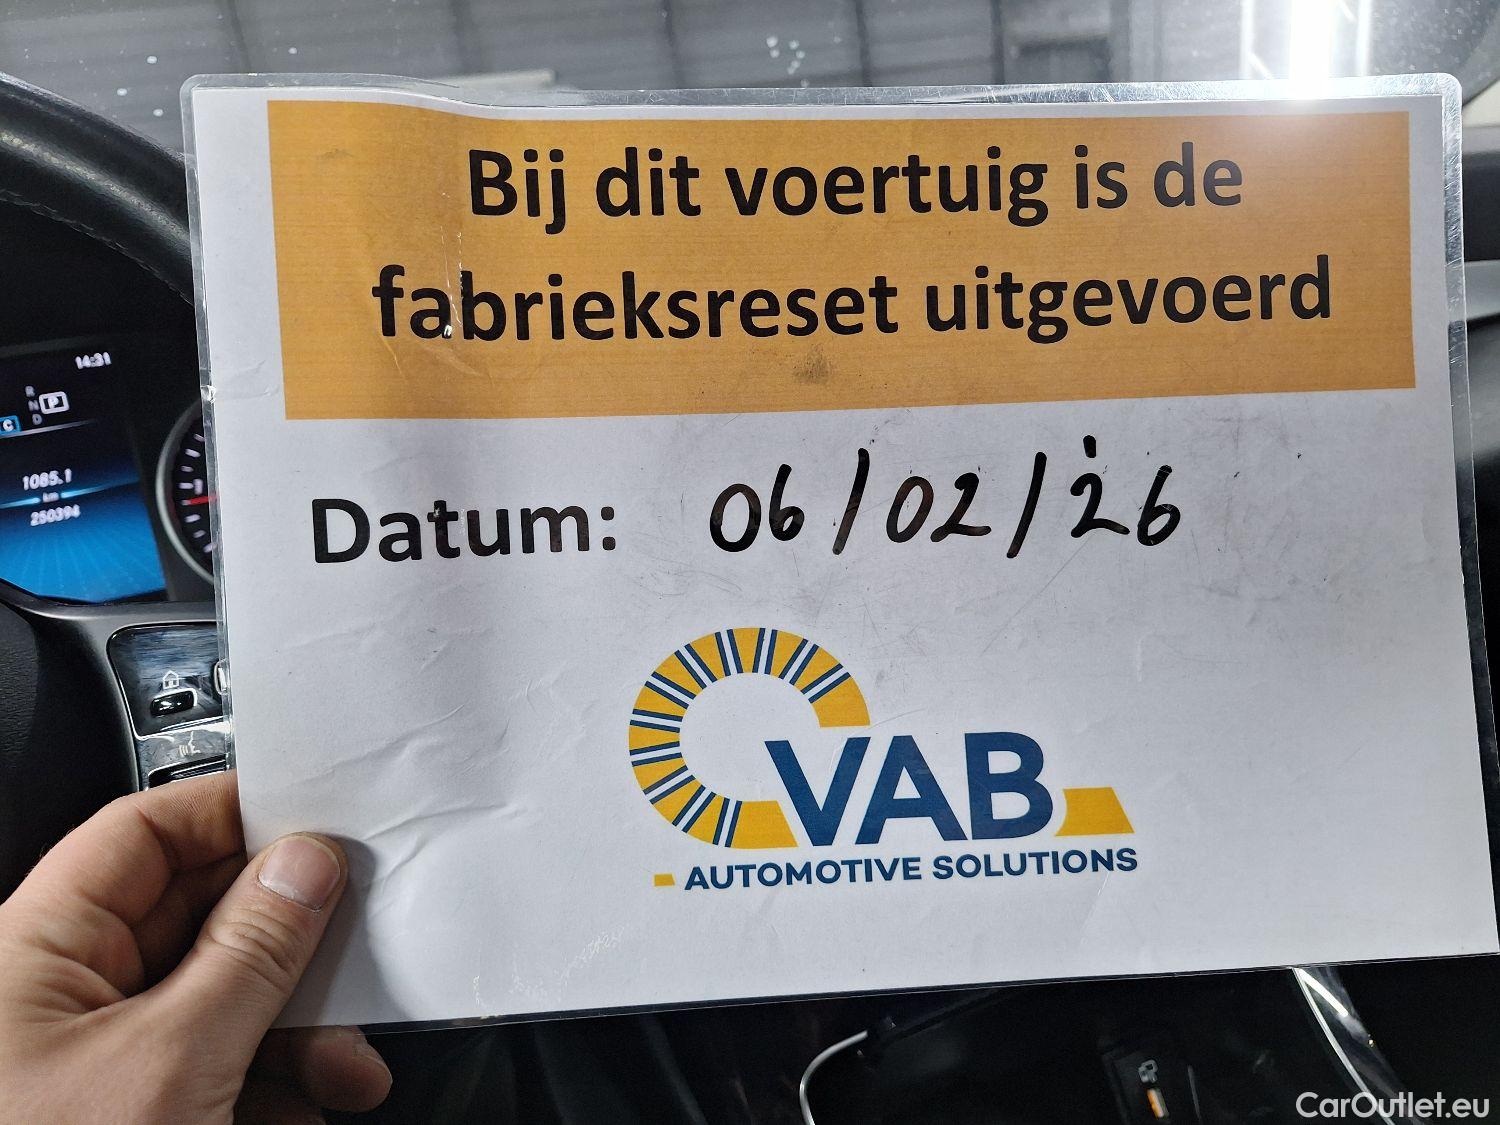 Bij dit voertuig is de
fabrieksreset uitgevoerd
Datum: 06/02/26
VAB
AUTOMOTIVE SOLUTIONS
14:31
R
N P
D
C
1085.1
km
250394
CarOutlet.eu